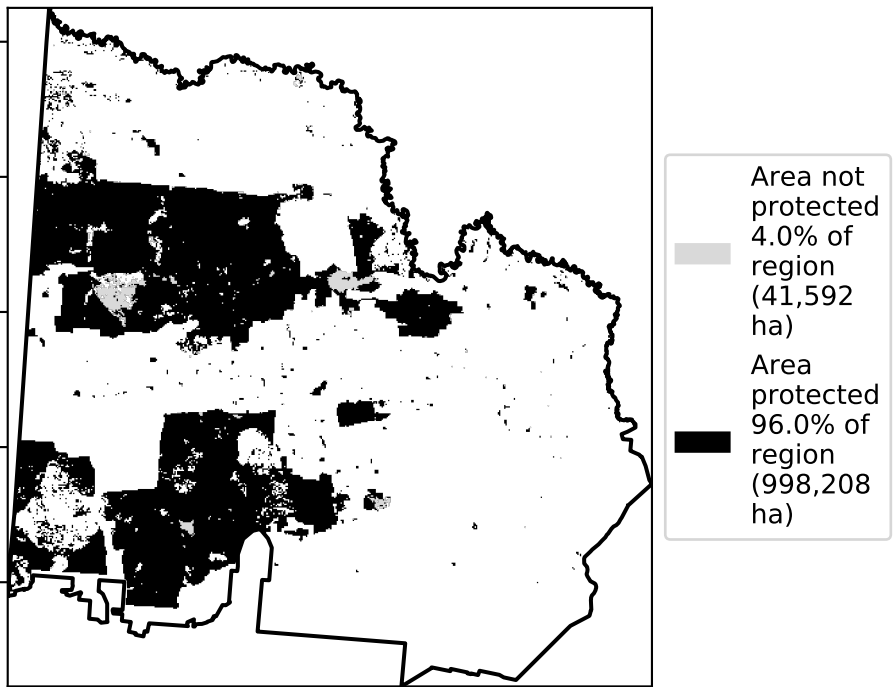 Area not
protected
4.0% of
region
(41,592
ha)
Area
protected
96.0% of
region
(998,208
ha)